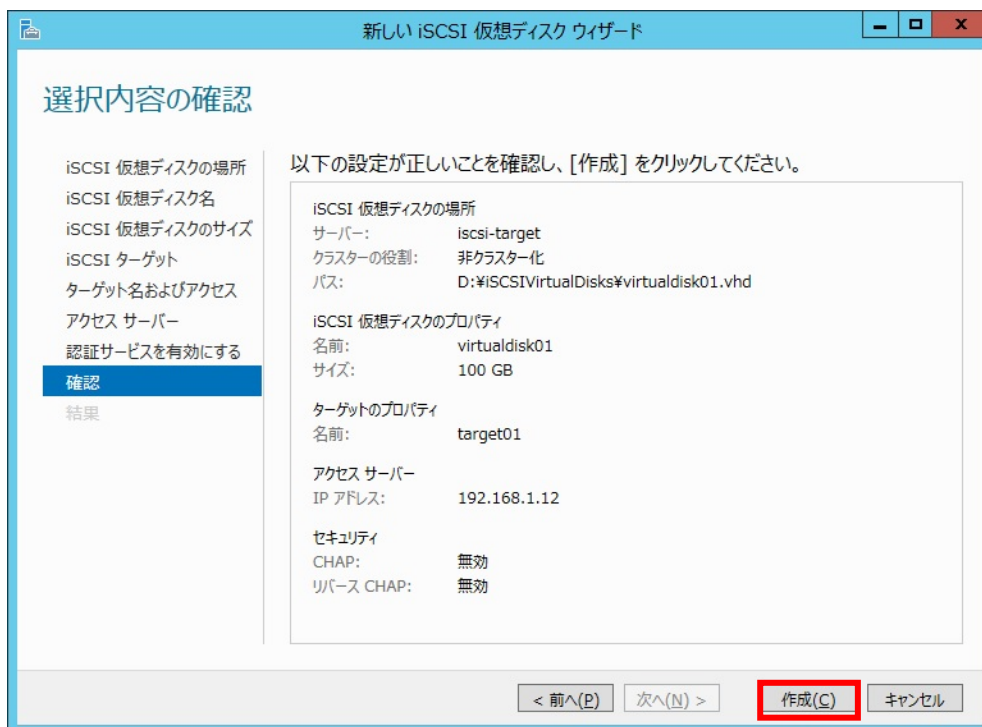 新しい iSCSI 仮想ディスク ウィザード
選択内容の確認
iSCSI 仮想ディスクの場所
iSCSI 仮想ディスク名
iSCSI 仮想ディスクのサイズ
iSCSI ターゲット
ターゲット名およびアクセス
アクセス サーバー
認証サービスを有効にする
確認
結果
以下の設定が正しいことを確認し、[作成] をクリックしてください。
iSCSI 仮想ディスクの場所
サーバー: iscsi-target
クラスターの役割: 非クラスター化
パス: D:¥iSCSIVirtualDisks¥virtualdisk01.vhd
iSCSI 仮想ディスクのプロパティ
名前: virtualdisk01
サイズ: 100 GB
ターゲットのプロパティ
名前: target01
アクセス サーバー
IP アドレス: 192.168.1.12
セキュリティ
CHAP: 無効
リバース CHAP: 無効
< 前へ(P) 次へ(N) > 作成(C) キャンセル